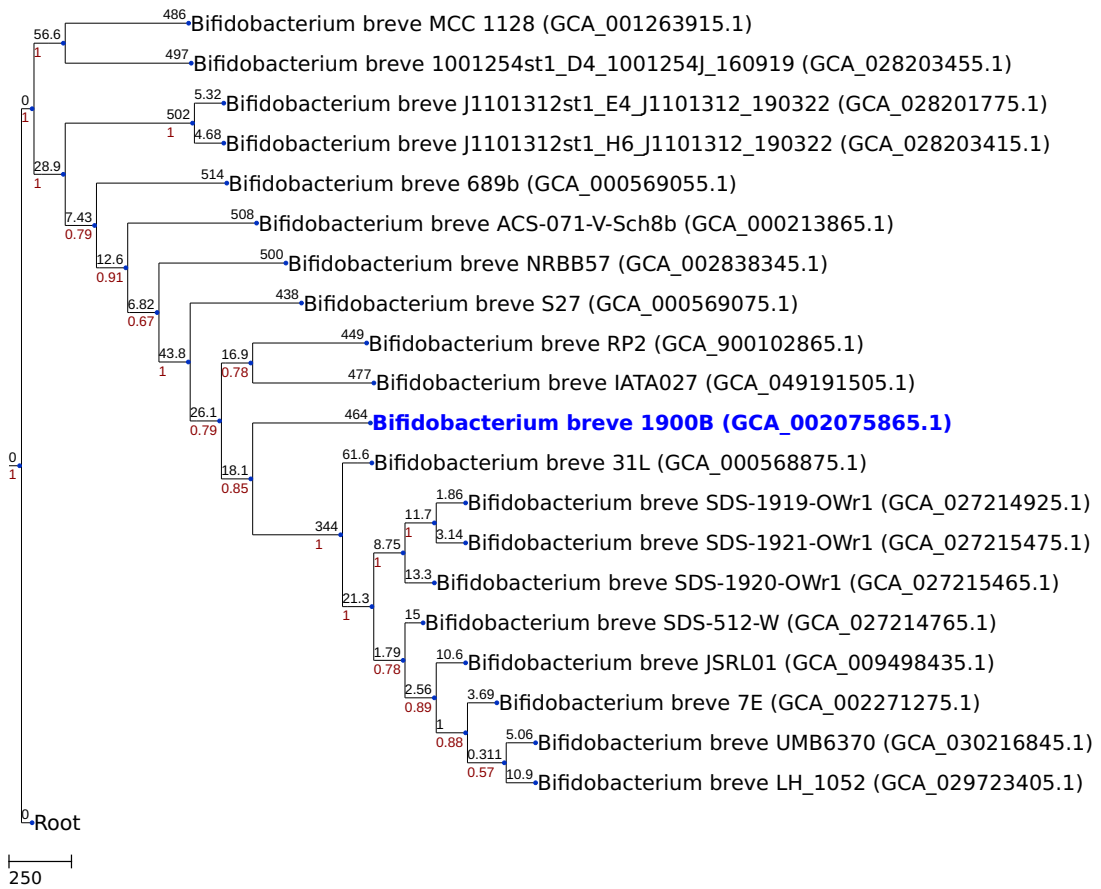 486 Bifidobacterium breve MCC 1128 (GCA_001263915.1)
56.6
1
497 Bifidobacterium breve 1001254st1_D4_1001254J_160919 (GCA_028203455.1)
5.32 Bifidobacterium breve J1101312st1_E4_J1101312_190322 (GCA_028201775.1)
0
1
502
1
4.68 Bifidobacterium breve J1101312st1_H6_J1101312_190322 (GCA_028203415.1)
28.9
1
514 Bifidobacterium breve 689b (GCA_000569055.1)
7.43
0.79
508 Bifidobacterium breve ACS-071-V-Sch8b (GCA_000213865.1)
12.6
0.91
500 Bifidobacterium breve NRBB57 (GCA_002838345.1)
6.82
0.67
438 Bifidobacterium breve S27 (GCA_000569075.1)
43.8
1
449 Bifidobacterium breve RP2 (GCA_900102865.1)
16.9
0.78
477 Bifidobacterium breve IATA027 (GCA_049191505.1)
26.1
0.79
464 Bifidobacterium breve 1900B (GCA_002075865.1)
0
1
18.1
0.85
61.6 Bifidobacterium breve 31L (GCA_000568875.1)
344
1
1.86 Bifidobacterium breve SDS-1919-OWr1 (GCA_027214925.1)
11.7
1
3.14 Bifidobacterium breve SDS-1921-OWr1 (GCA_027215475.1)
8.75
1
13.3 Bifidobacterium breve SDS-1920-OWr1 (GCA_027215465.1)
21.3
1
15 Bifidobacterium breve SDS-512-W (GCA_027214765.1)
1.79
0.78
10.6 Bifidobacterium breve JSRL01 (GCA_009498435.1)
2.56
0.89
3.69 Bifidobacterium breve 7E (GCA_002271275.1)
1
0.88
5.06 Bifidobacterium breve UMB6370 (GCA_030216845.1)
0.311
0.57
10.9 Bifidobacterium breve LH_1052 (GCA_029723405.1)
0 Root
250